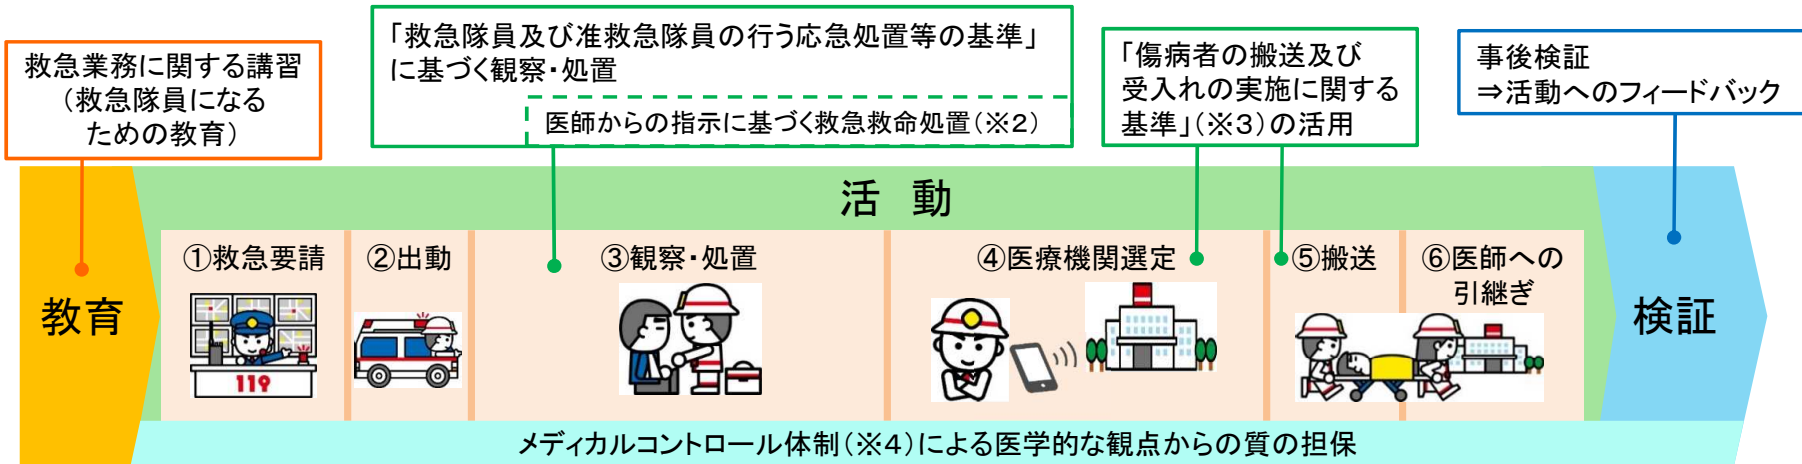 救急業務に関する講習
（救急隊員になる
ための教育）
「救急隊員及び准救急隊員の行う応急処置等の基準」
に基づく観察・処置
医師からの指示に基づく救急救命処置（※２）
「傷病者の搬送及び
受入れの実施に関する
基準」（※３）の活用
事後検証
⇒活動へのフィードバック
活　動
教育
①救急要請
②出動
③観察・処置
④医療機関選定
⑤搬送
⑥医師への
引継ぎ
検証
119
メディカルコントロール体制（※４）による医学的な観点からの質の担保